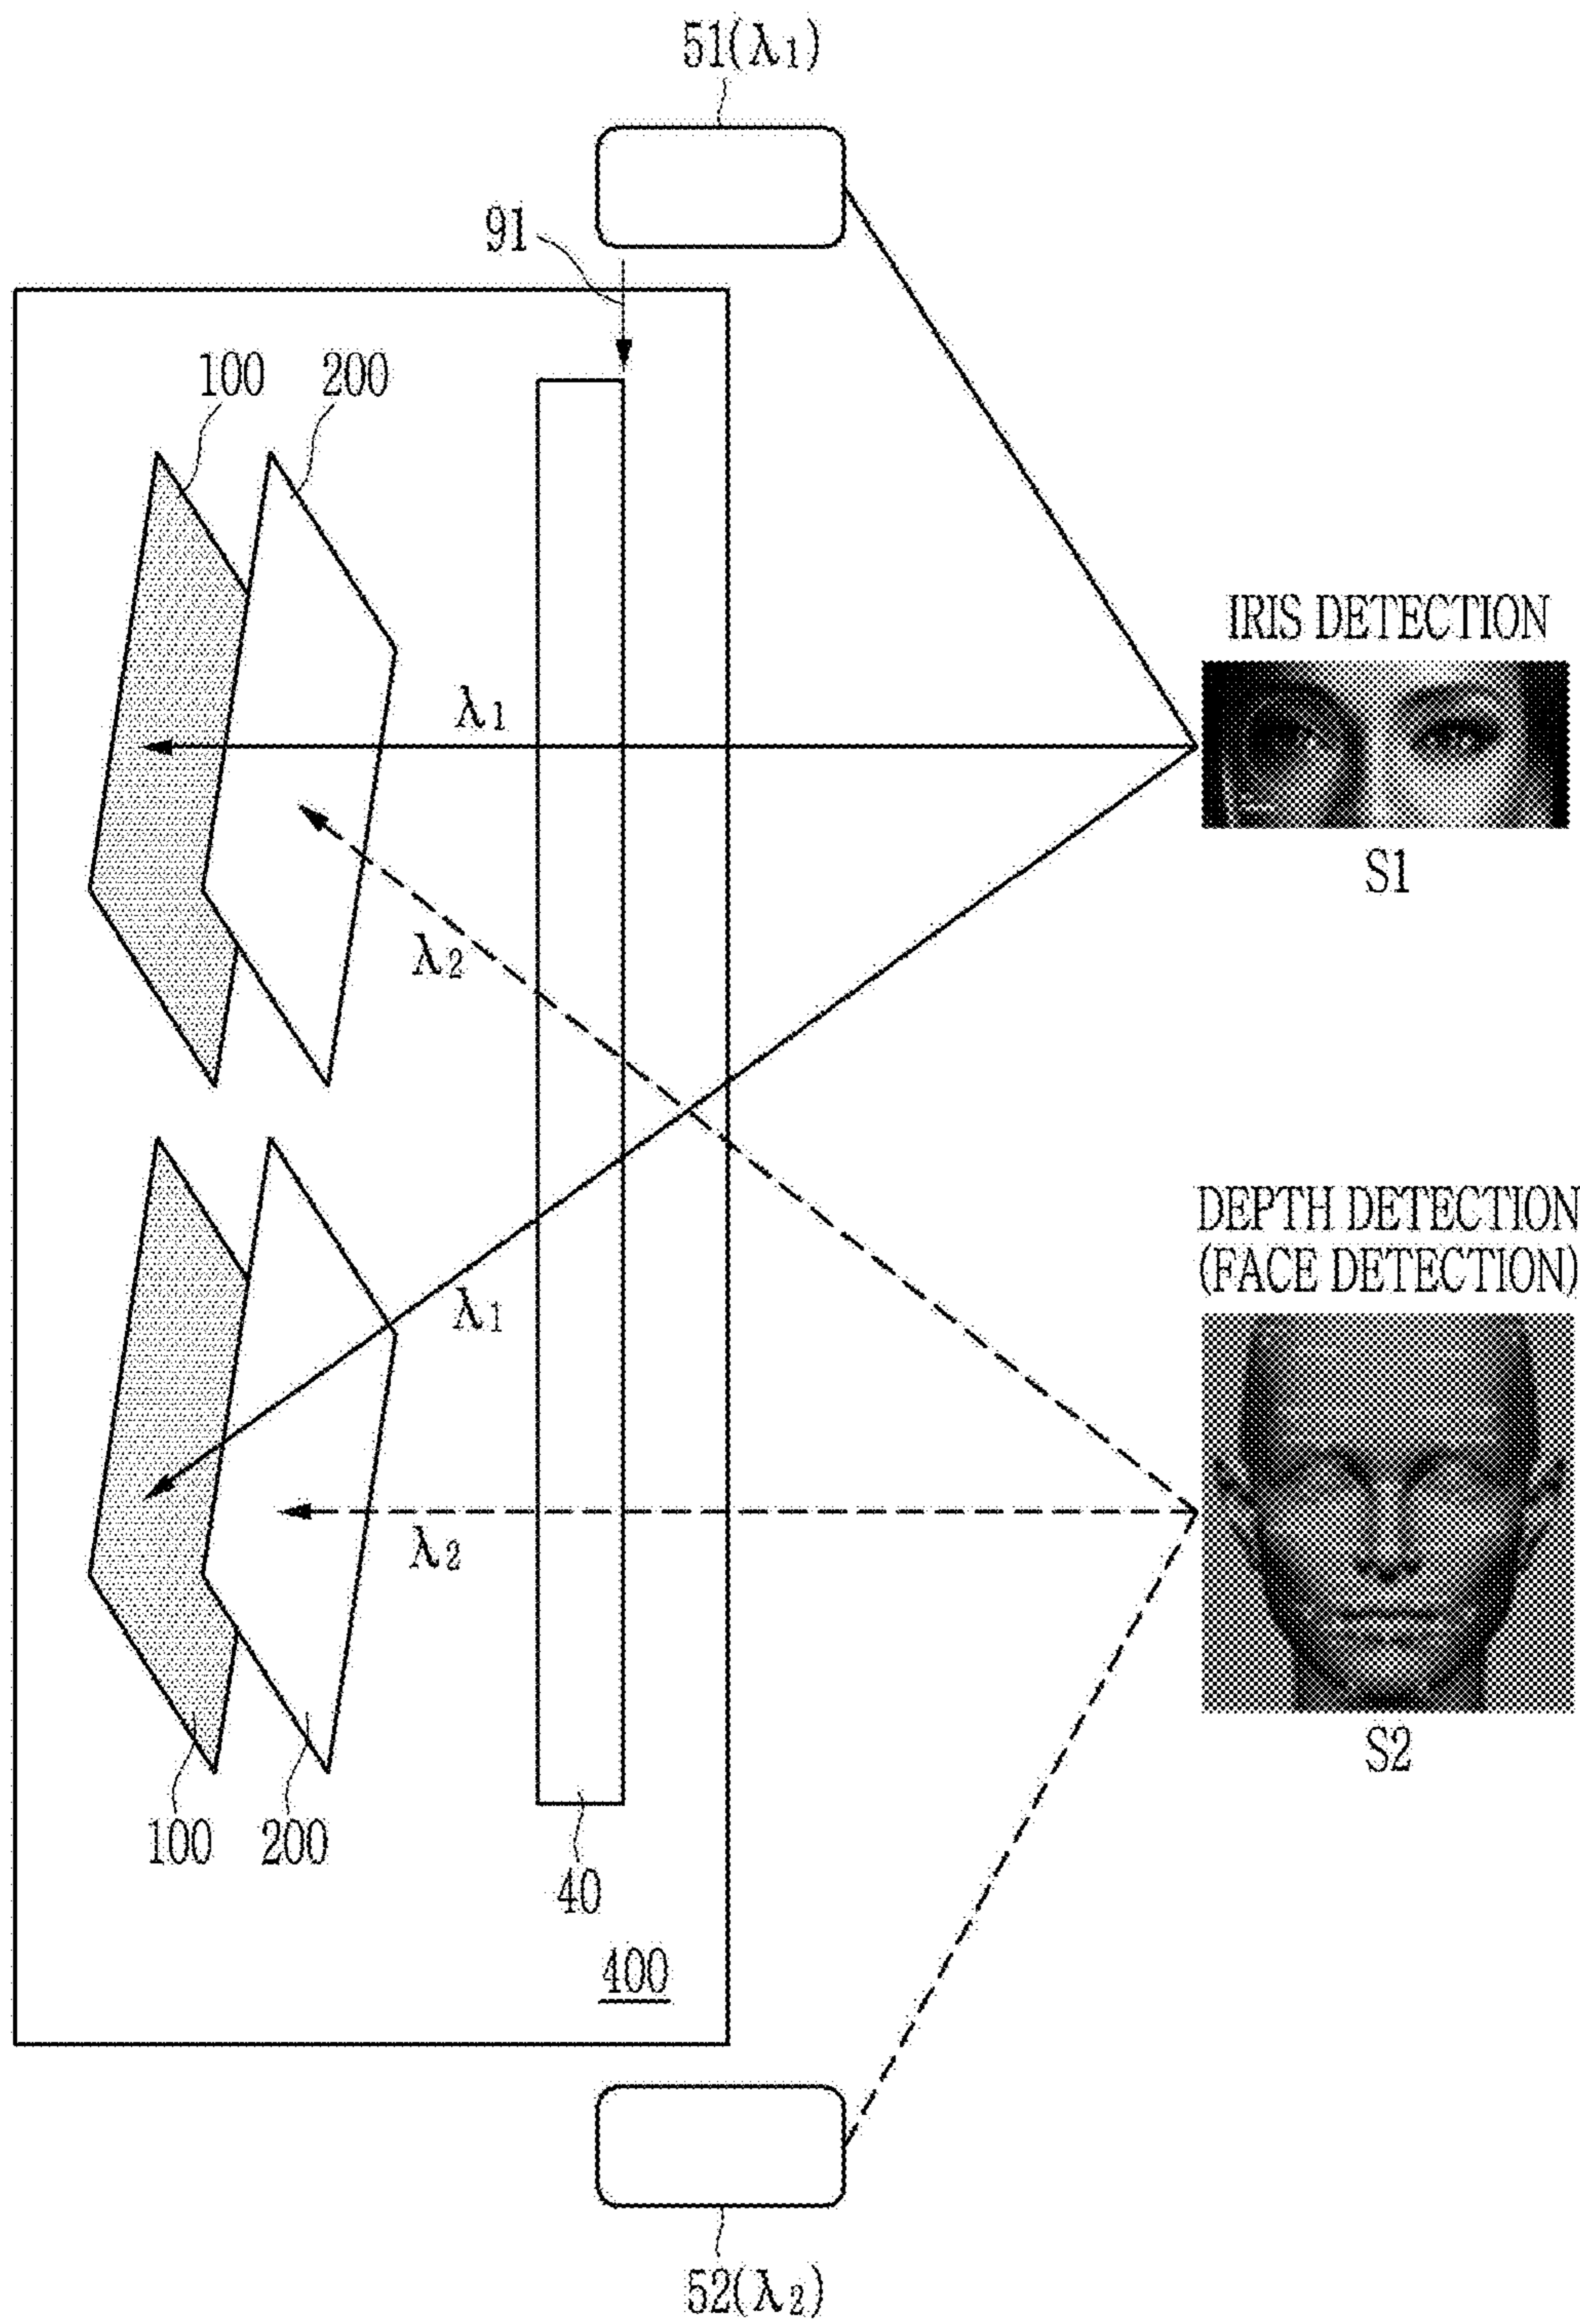 51(λ1)
91
100
200
λ1
IRIS DETECTION
S1
λ2
DEPTH DETECTION
(FACE DETECTION)
λ1
λ2
S2
100
200
40
400
52(λ2)